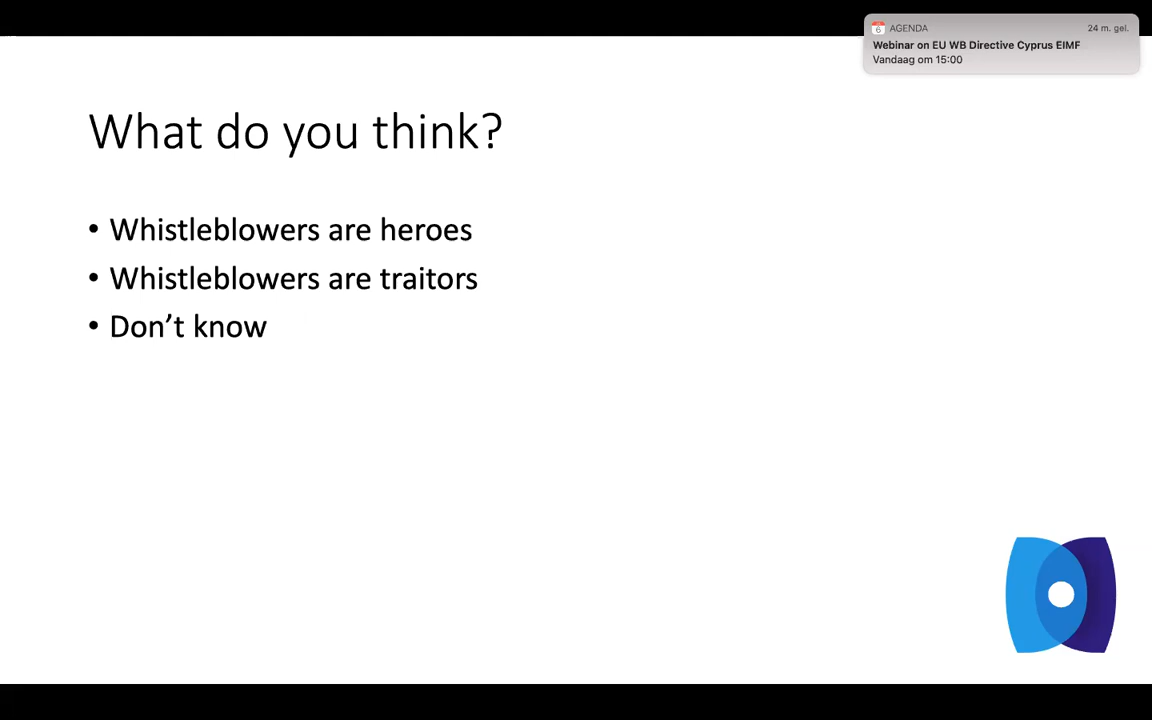 6 AGENDA 24 m. gel.
Webinar on EU WB Directive Cyprus EIMF
Vandaag om 15:00
What do you think?
• Whistleblowers are heroes
• Whistleblowers are traitors
• Don’t know